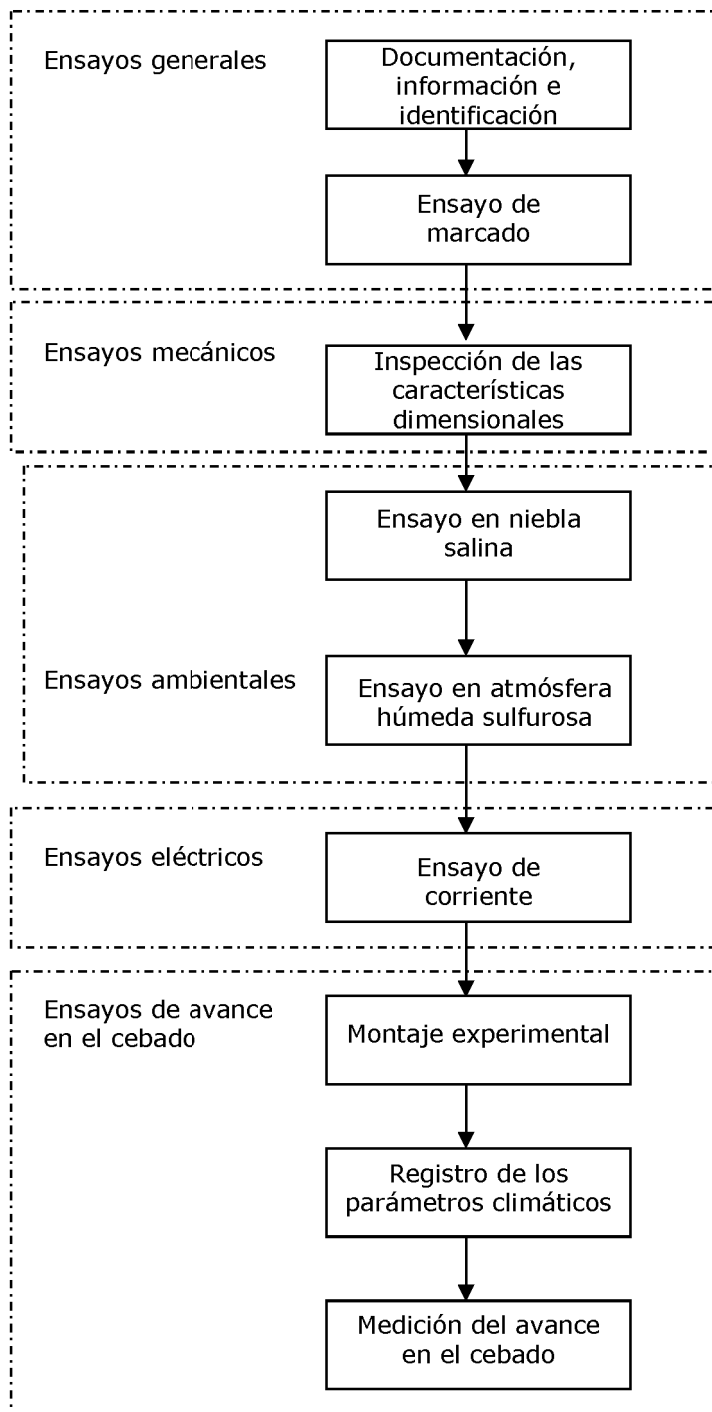 Ensayos generales
Documentación,
información e
identificación
Ensayo de
marcado
Ensayos mecánicos
Inspección de las
características
dimensionales
Ensayo en niebla
salina
Ensayos ambientales
Ensayo en atmósfera
húmeda sulfurosa
Ensayos eléctricos
Ensayo de
corriente
Ensayos de avance
en el cebado
Montaje experimental
Registro de los
parámetros climáticos
Medición del avance
en el cebado